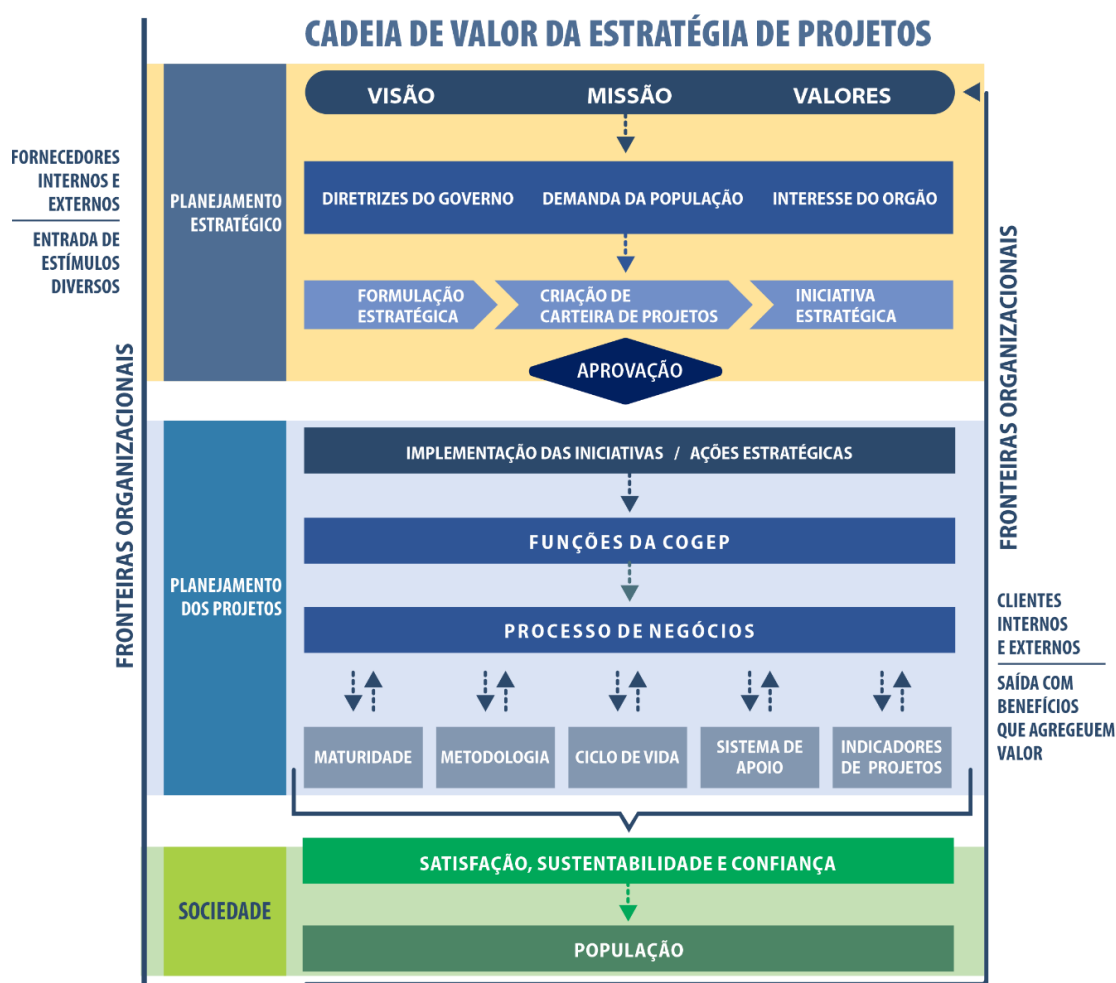 CADEIA DE VALOR DA ESTRATÉGIA DE PROJETOS
VISÃO
MISSÃO
VALORES
FORNECEDORES
INTERNOS E
EXTERNOS
ENTRADA DE
ESTÍMULOS
DIVERSOS
FRONTEIRAS ORGANIZACIONAIS
PLANEJAMENTO
ESTRATÉGICO
DIRETRIZES DO GOVERNO
DEMANDA DA POPULAÇÃO
INTERESSE DO ORGÃO
FORMULAÇÃO
ESTRATÉGICA
CRIAÇÃO DE
CARTEIRA DE PROJETOS
INICIATIVA
ESTRATÉGICA
APROVAÇÃO
PLANEJAMENTO
DOS PROJETOS
IMPLEMENTAÇÃO DAS INICIATIVAS / AÇÕES ESTRATÉGICAS
FUNÇÕES DA COGEP
PROCESSO DE NEGÓCIOS
MATURIDADE
METODOLOGIA
CICLO DE VIDA
SISTEMA DE
APOIO
INDICADORES
DE PROJETOS
FRONTEIRAS ORGANIZACIONAIS
CLIENTES
INTERNOS
E EXTERNOS
SAÍDA COM
BENEFÍCIOS
QUE AGREGEUEM
VALOR
SOCIEDADE
SATISFAÇÃO, SUSTENTABILIDADE E CONFIANÇA
POPULAÇÃO